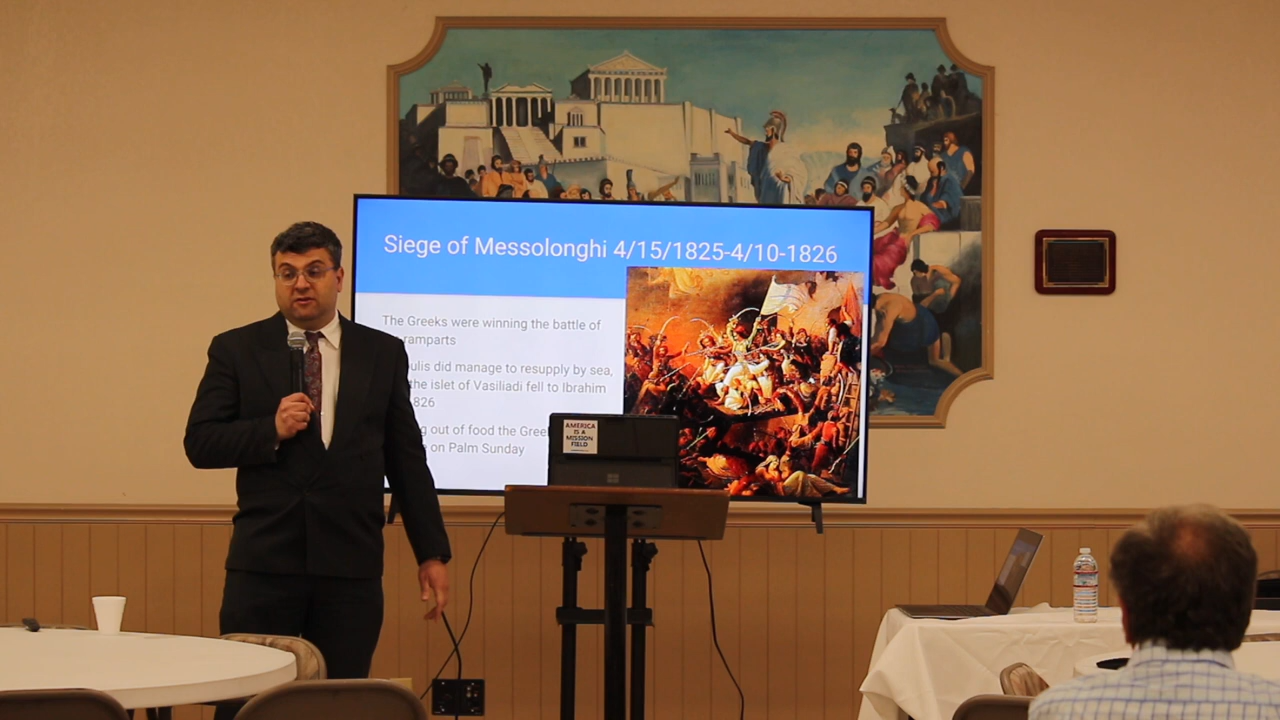 Siege of Messolonghi 4/15/1825-4/10-1826
The Greeks were winning the battle of
ramparts
ulis did manage to resupply by sea,
the islet of Vasiliadi fell to Ibrahim
826
g out of food the Gree
on Palm Sunday
AMERICA
IS A
MISSION
FIELD